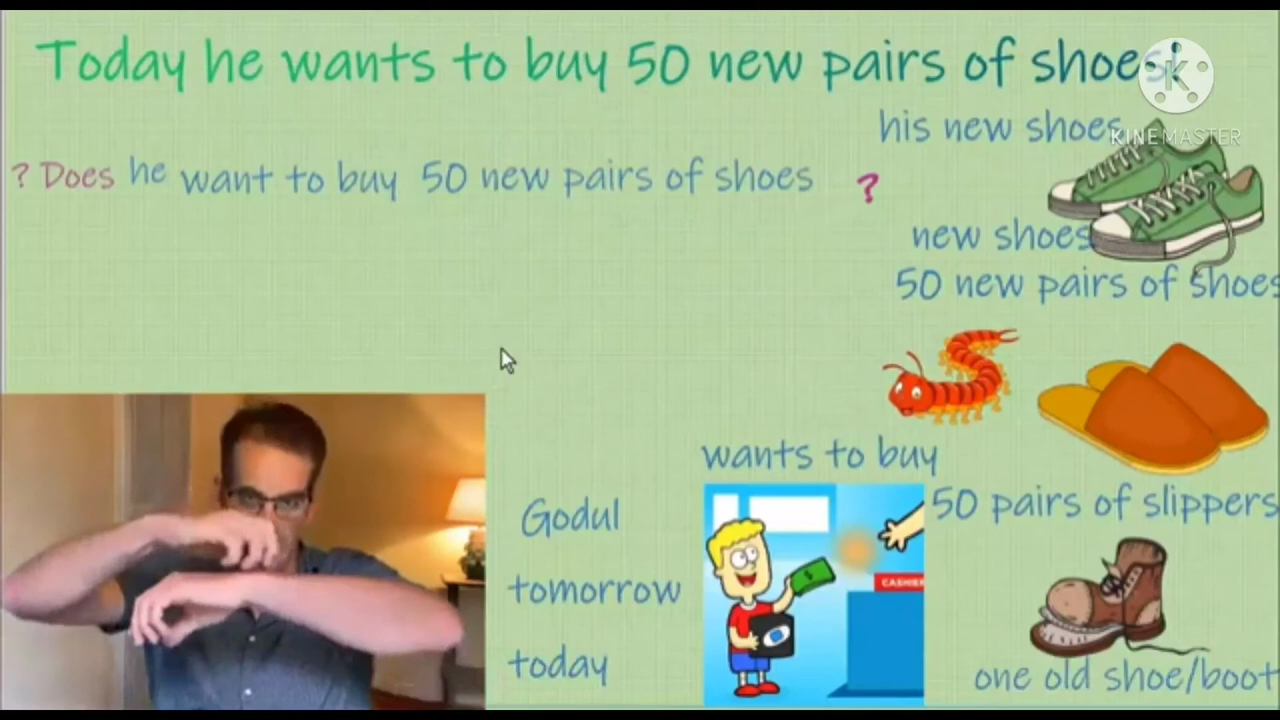 Today he wants to buy 50 new pairs of shoes!
KINEMASTER
his new shoes
? Does he want to buy 50 new pairs of shoes ?
new shoes
50 new pairs of shoes
wants to buy
50 pairs of slippers
Godul
tomorrow
CASHIER
today
one old shoe/boot